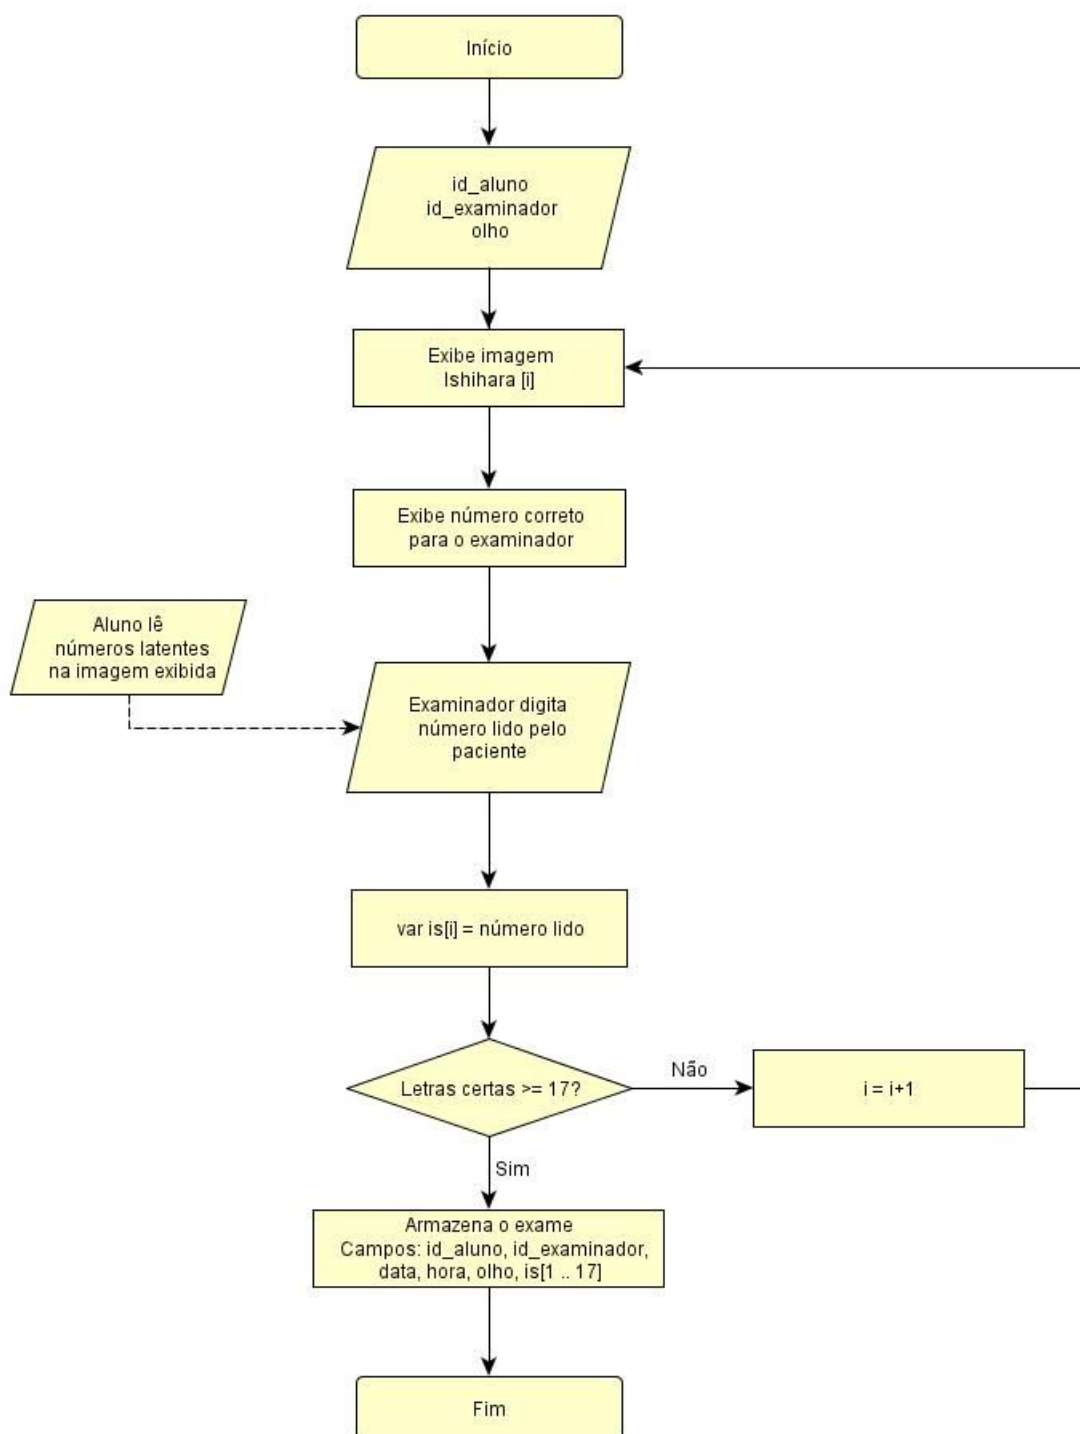 Início
id_aluno
id_examinador
olho
Exibe imagem
Ishihara [i]
Exibe número correto
para o examinador
Aluno lê
números latentes
na imagem exibida
Examinador digita
número lido pelo
paciente
var is[i] = número lido
Letras certas >= 17?
Não
i = i+1
Sim
Armazena o exame
Campos: id_aluno, id_examinador,
data, hora, olho, is[1 .. 17]
Fim